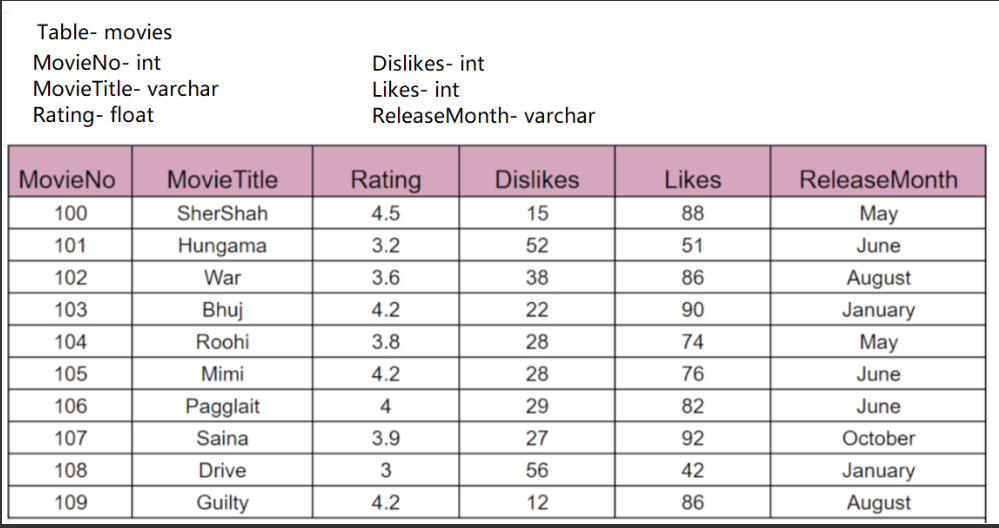 Table- movies
MovieNo- int Dislikes- int
MovieTitle- varchar Likes- int
Rating- float ReleaseMonth- varchar
MovieNo MovieTitle Rating Dislikes Likes ReleaseMonth
100 SherShah 4.5 15 88 May
101 Hungama 3.2 52 51 June
102 War 3.6 38 86 August
103 Bhuj 4.2 22 90 January
104 Roohi 3.8 28 74 May
105 Mimi 4.2 28 76 June
106 Pagglait 4 29 82 June
107 Saina 3.9 27 92 October
108 Drive 3 56 42 January
109 Guilty 4.2 12 86 August